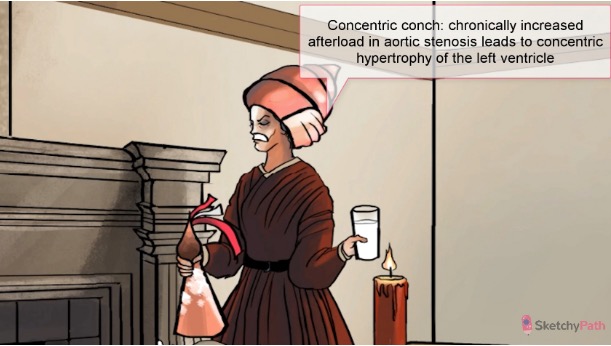 Concentric conch: chronically increased
afterload in aortic stenosis leads to concentric
hypertrophy of the left ventricle
SketchyPath